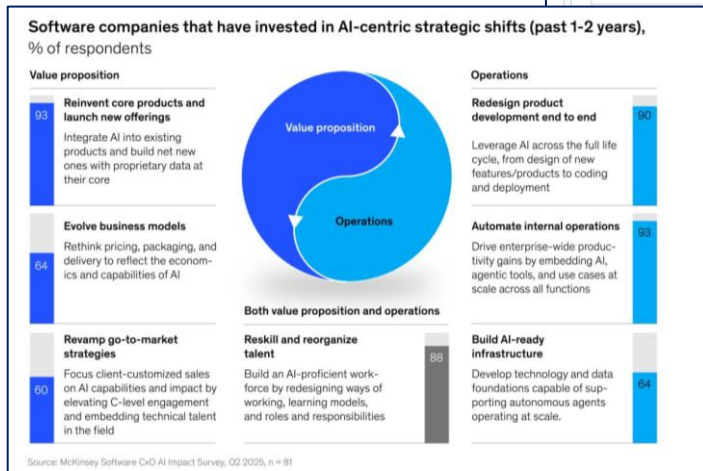 Software companies that have invested in AI-centric strategic shifts (past 1-2 years),
% of respondents
Value proposition
93
Reinvent core products and
launch new offerings
Integrate AI into existing
products and build net new
ones with proprietary data at
their core
64
Evolve business models
Rethink pricing, packaging, and
delivery to reflect the econom-
ics and capabilities of AI
60
Revamp go-to-market
strategies
Focus client-customized sales
on AI capabilities and impact by
elevating C-level engagement
and embedding technical talent
in the field
Value proposition
Operations
Both value proposition and operations
Reskill and reorganize
talent
Build an AI-proficient work-
force by redesigning ways of
working, learning models,
and roles and responsibilities
88
Operations
Redesign product
development end to end
Leverage AI across the full life
cycle, from design of new
features/products to coding
and deployment
90
Automate internal operations
Drive enterprise-wide produc-
tivity gains by embedding AI,
agentic tools, and use cases at
scale across all functions
93
Build AI-ready
infrastructure
Develop technology and data
foundations capable of sup-
porting autonomous agents
operating at scale.
64
Source: McKinsey Software CxO AI Impact Survey, Q2 2025, n = 81